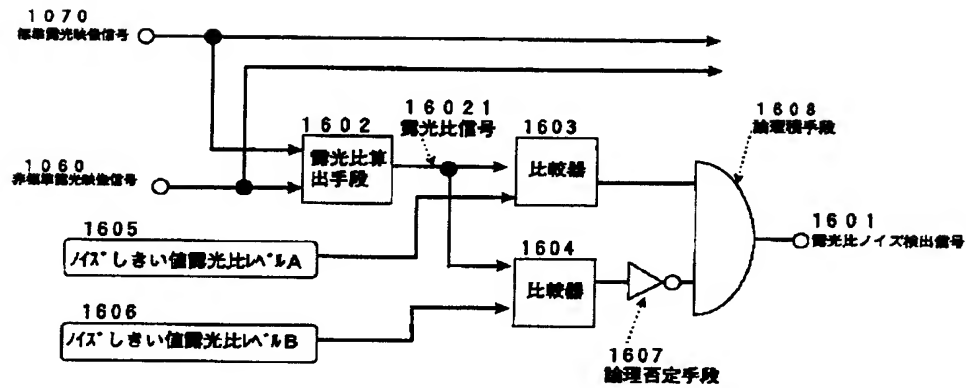 1070
標準露光映像信号
16021
露光比信号
1608
論理積手段
1602
露光比算
出手段
1603
比較器
1060
非標準露光映像信号
1601
露光比ノイズ検出信号
1605
ﾉｲｽﾞしきい値露光比ﾚﾍﾞﾙA
1604
比較器
1606
ﾉｲｽﾞしきい値露光比ﾚﾍﾞﾙB
1607
論理否定手段